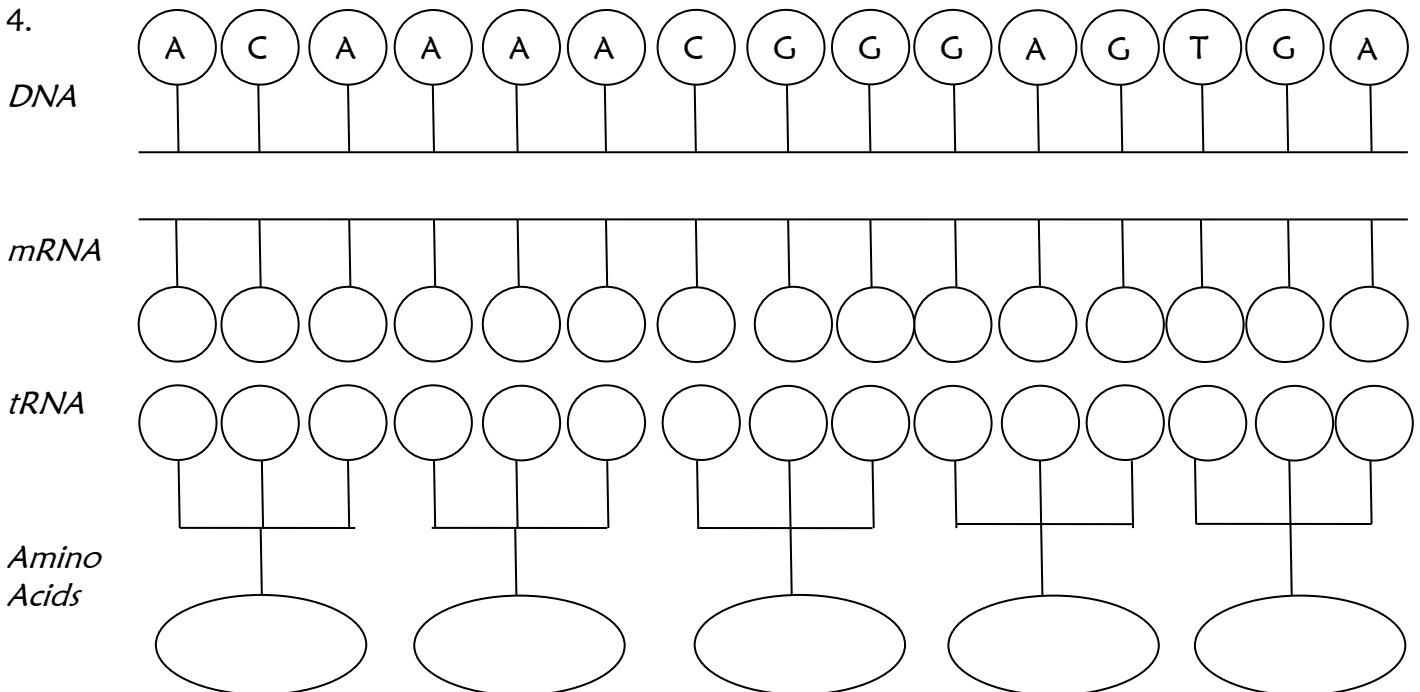 4.
A C A A A A C G G G A G T G A
DNA
mRNA
tRNA
Amino
Acids